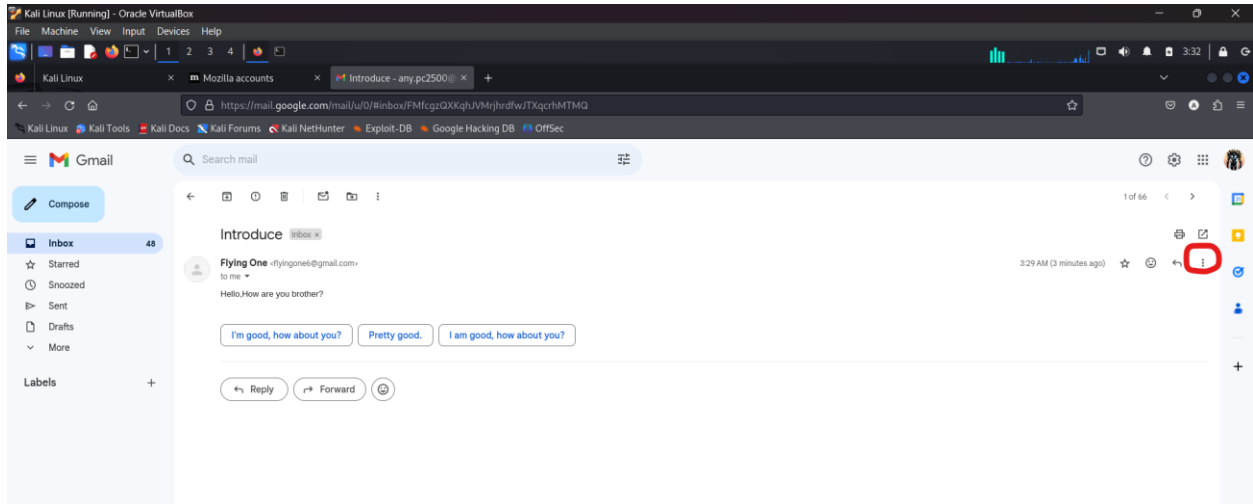 Kali Linux [Running] - Oracle VirtualBox
File Machine View Input Devices Help
1 2 3 4
3:32
Kali Linux × m Mozilla accounts × Introduce - any.pc2500@ × +
https://mail.google.com/mail/u/0/#inbox/
Kali Linux Kali Tools Kali Docs Kali Forums Kali NetHunter Exploit-DB Google Hacking DB OffSec
Gmail
Search mail
Compose
1 of 66
Inbox 48
Starred
Snoozed
Sent
Drafts
More
Labels +
Introduce Inbox ×
Flying One <flyingone6@gmail.com>
3:29 AM (3 minutes ago)
to me
Hello,How are you brother?
I'm good, how about you? Pretty good. I am good, how about you?
Reply Forward